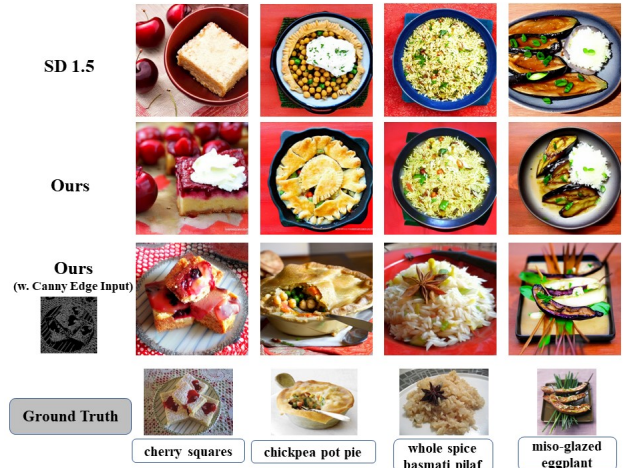 SD 1.5
Ours
Ours
(w. Canny Edge Input)
Ground Truth
cherry squares
chickpea pot pie
whole spice
basmati pilaf
miso-glazed
eggplant